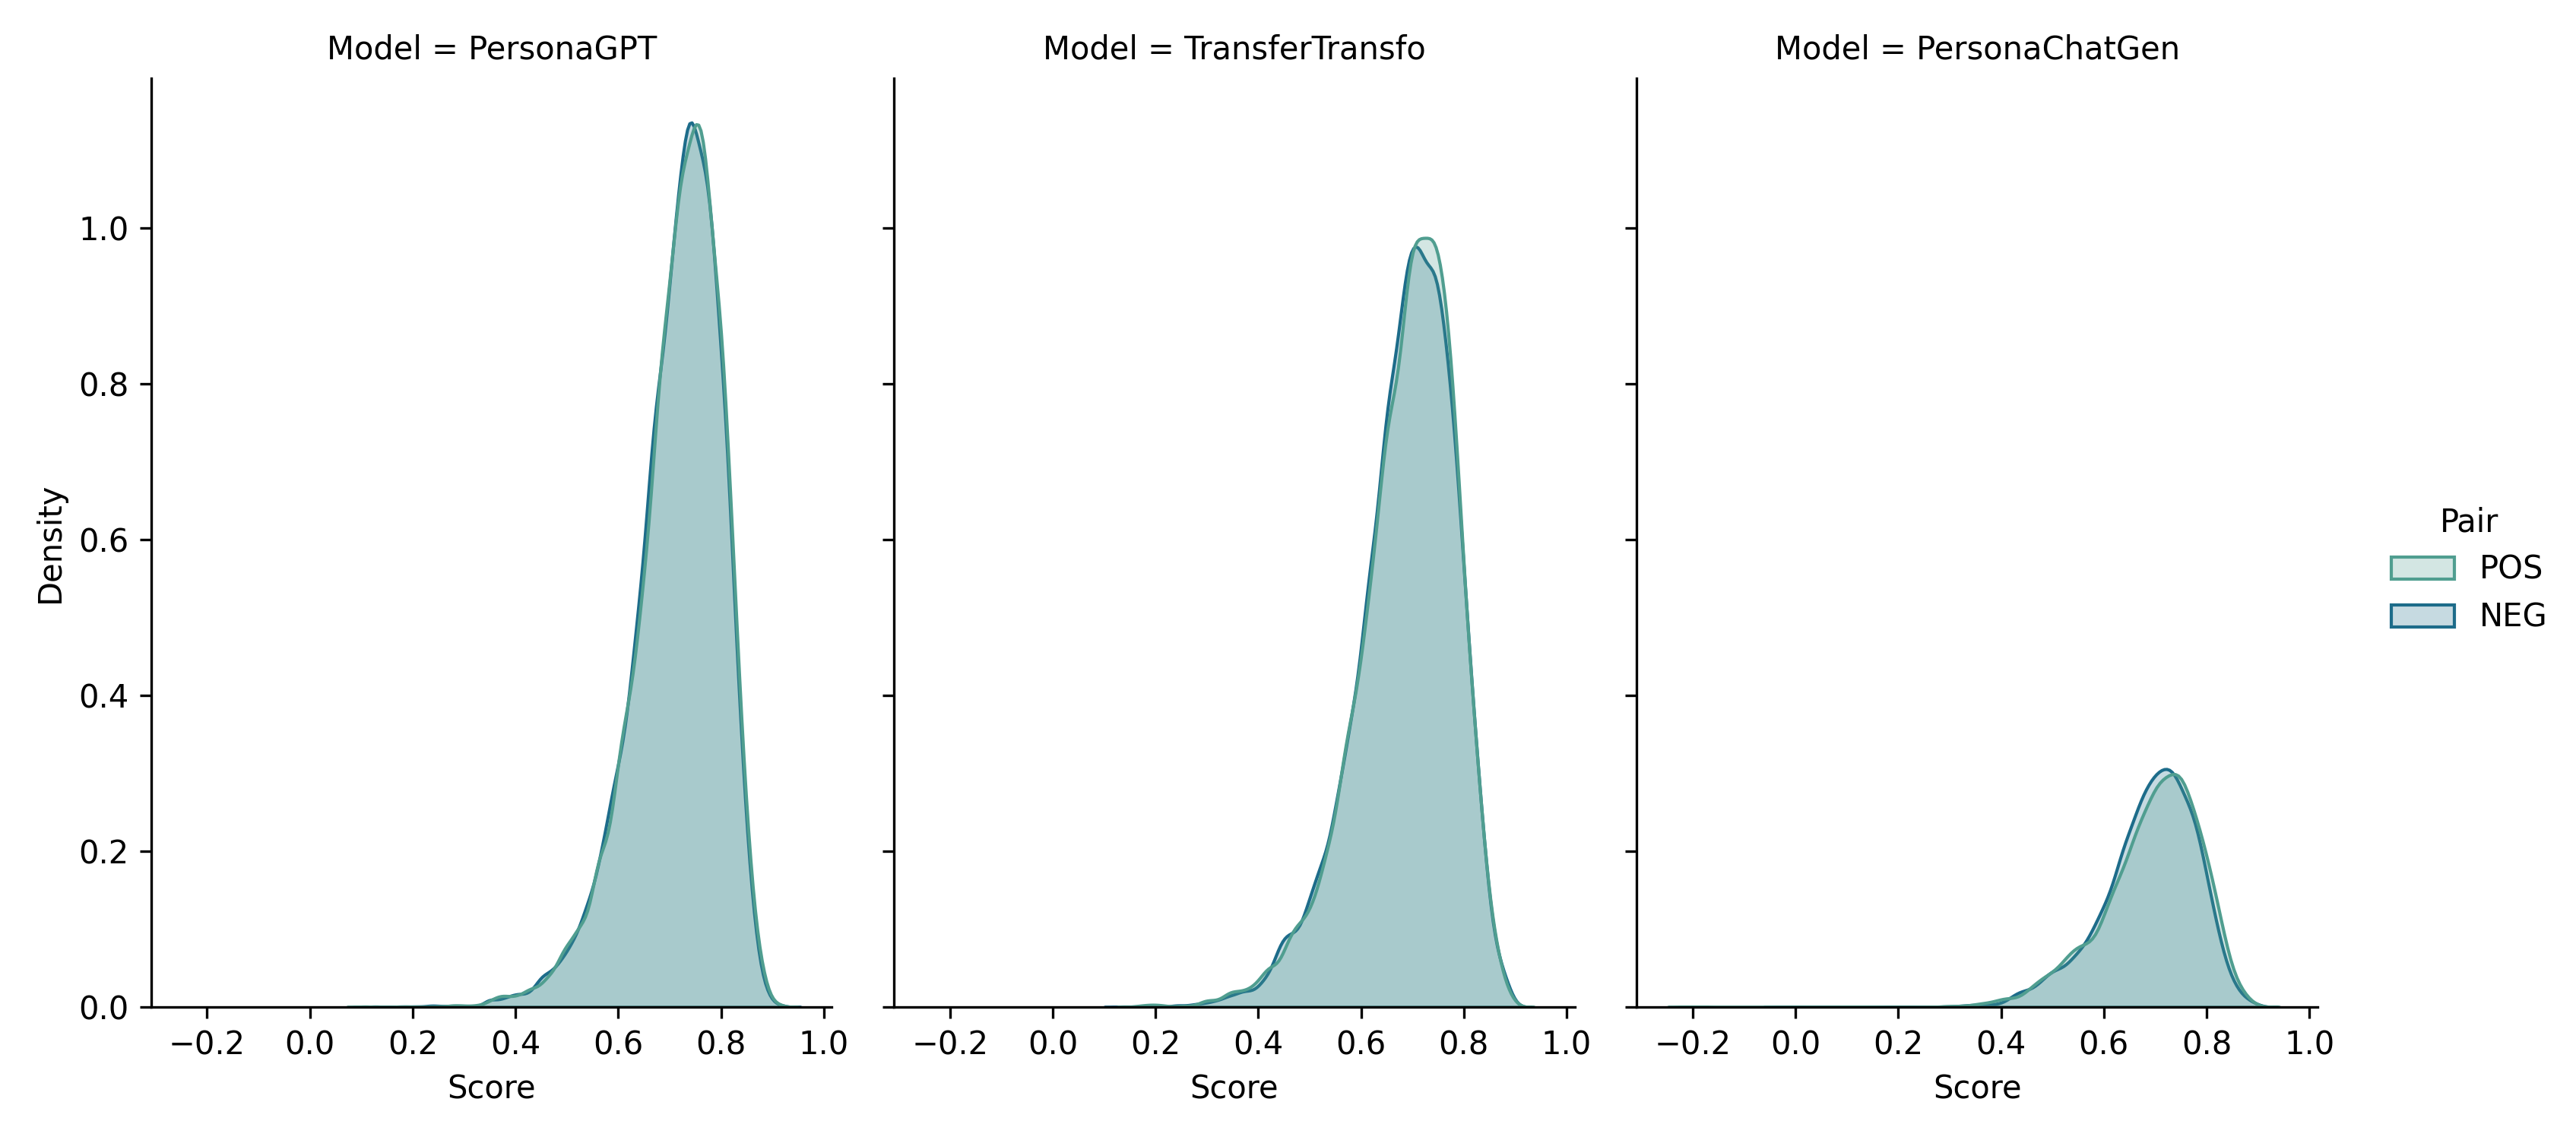 Model = PersonaGPT
Model = TransferTransfo
Model = PersonaChatGen
Density
1.0
0.8
0.6
0.4
0.2
0.0
−0.2 0.0 0.2 0.4 0.6 0.8 1.0
−0.2 0.0 0.2 0.4 0.6 0.8 1.0
−0.2 0.0 0.2 0.4 0.6 0.8 1.0
Score
Score
Score
Pair
POS
NEG